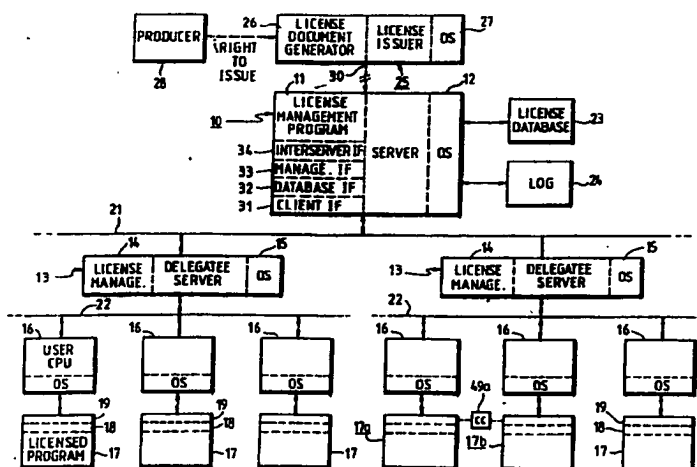 26
LICENSE
DOCUMENT
GENERATOR
LICENSE
ISSUER
OS
27
PRODUCER
28
RIGHT
TO
ISSUE
30
25
11
12
10
LICENSE
MANAGEMENT
PROGRAM
SERVER
OS
LICENSE
DATABASE
23
34
INTERSERVER IF
33
MANAGE. IF
32
DATABASE IF
31
CLIENT IF
LOG
24
21
14
15
13
LICENSE
MANAGE.
DELEGATEE
SERVER
OS
14
15
13
LICENSE
MANAGE.
DELEGATEE
SERVER
OS
22
22
16
16
16
16
16
16
USER
CPU
OS
OS
OS
OS
OS
OS
49a
CC
19
18
LICENSED
PROGRAM
17
19
18
17
17
17a
17b
19
18
17